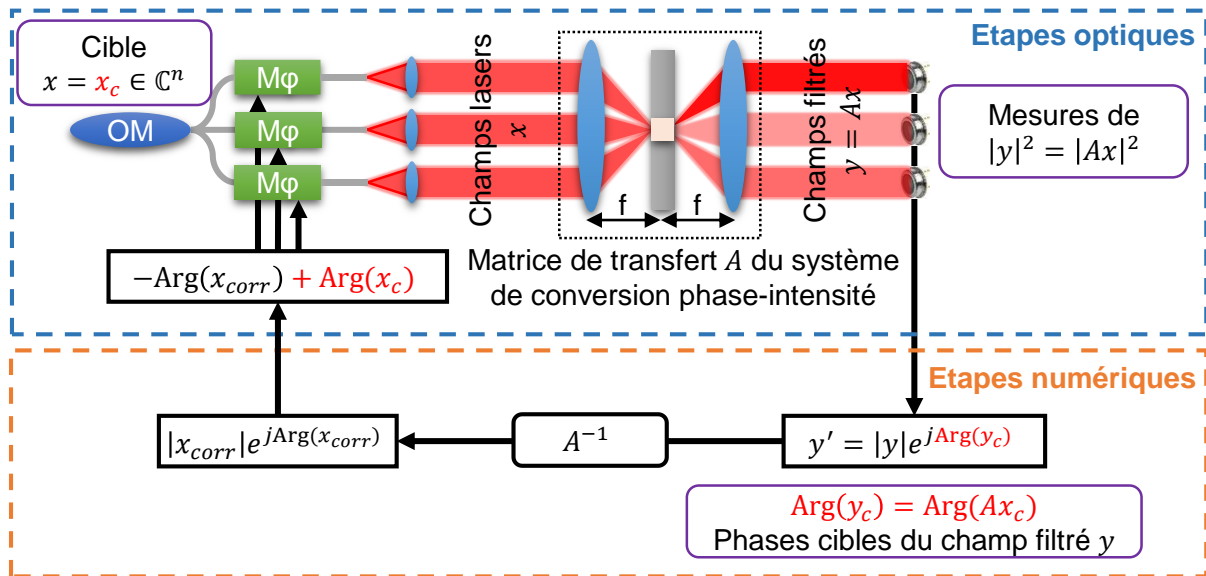 Etapes optiques
Cible
x = x_c ∈ ℂⁿ
OM
Mφ
Mφ
Mφ
Champs lasers
x
f
f
Champs filtrés
y = Ax
Mesures de
|y|² = |Ax|²
−Arg(x_corr) + Arg(x_c)
Matrice de transfert A du système
de conversion phase-intensité
Etapes numériques
|x_corr|e^{jArg(x_corr)}
A⁻¹
y′ = |y|e^{jArg(y_c)}
Arg(y_c) = Arg(Ax_c)
Phases cibles du champ filtré y